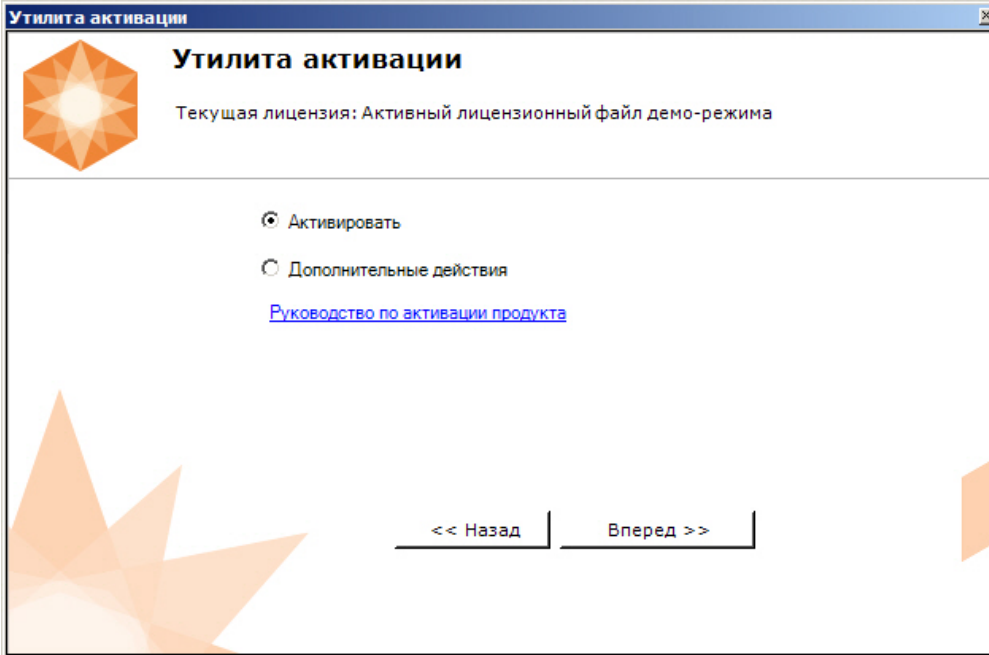 Утилита активации
Утилита активации
Текущая лицензия: Активный лицензионный файл демо-режима
Активировать
Дополнительные действия
Руководство по активации продукта
<< Назад
Вперед >>